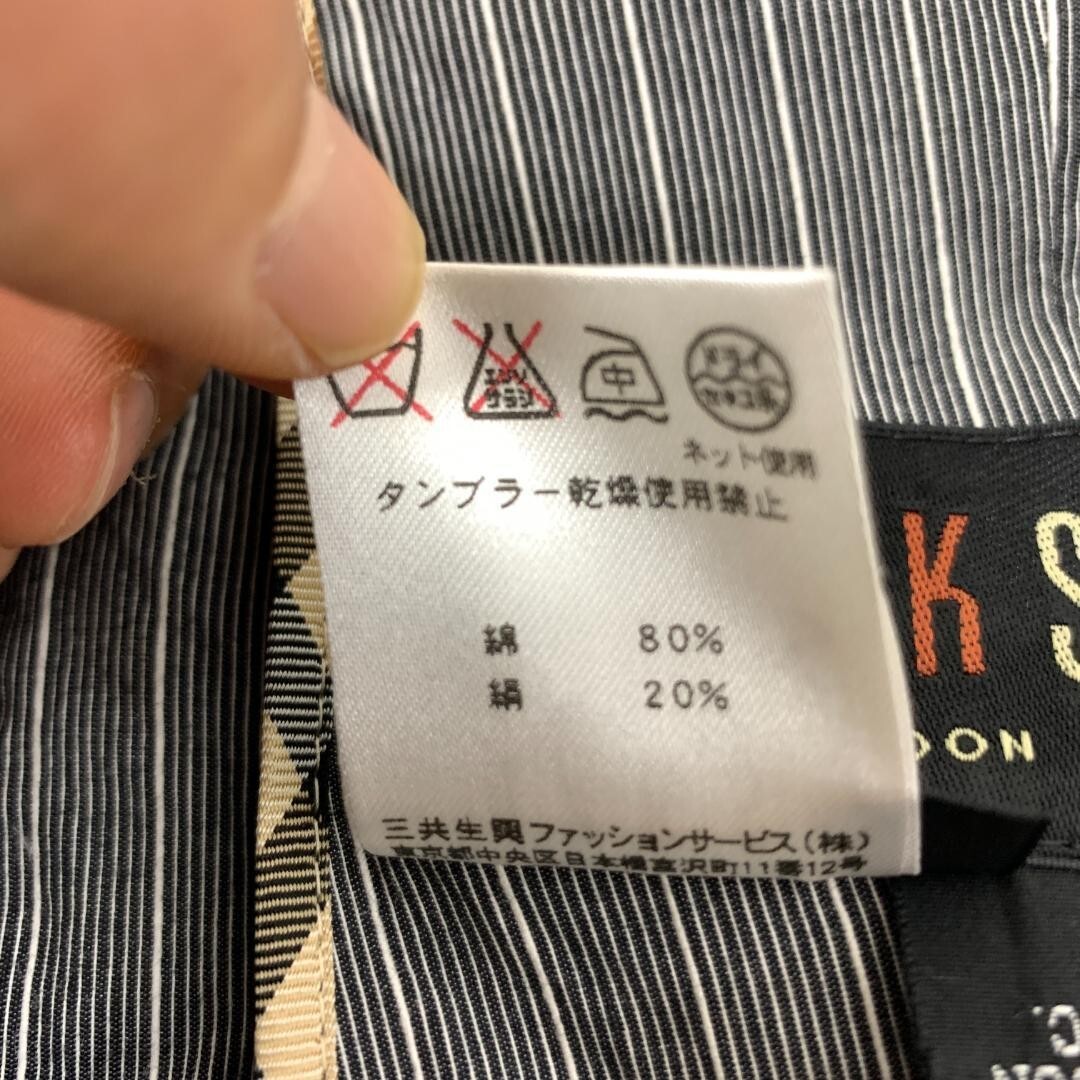 エンソ
サラシ
中
ドライ
セキユ系
ネット使用
タンブラー乾燥使用禁止
綿 80%
絹 20%
三共生興ファッションサービス(株)
東京都中央区日本橋富沢町11番12号
K S
DON